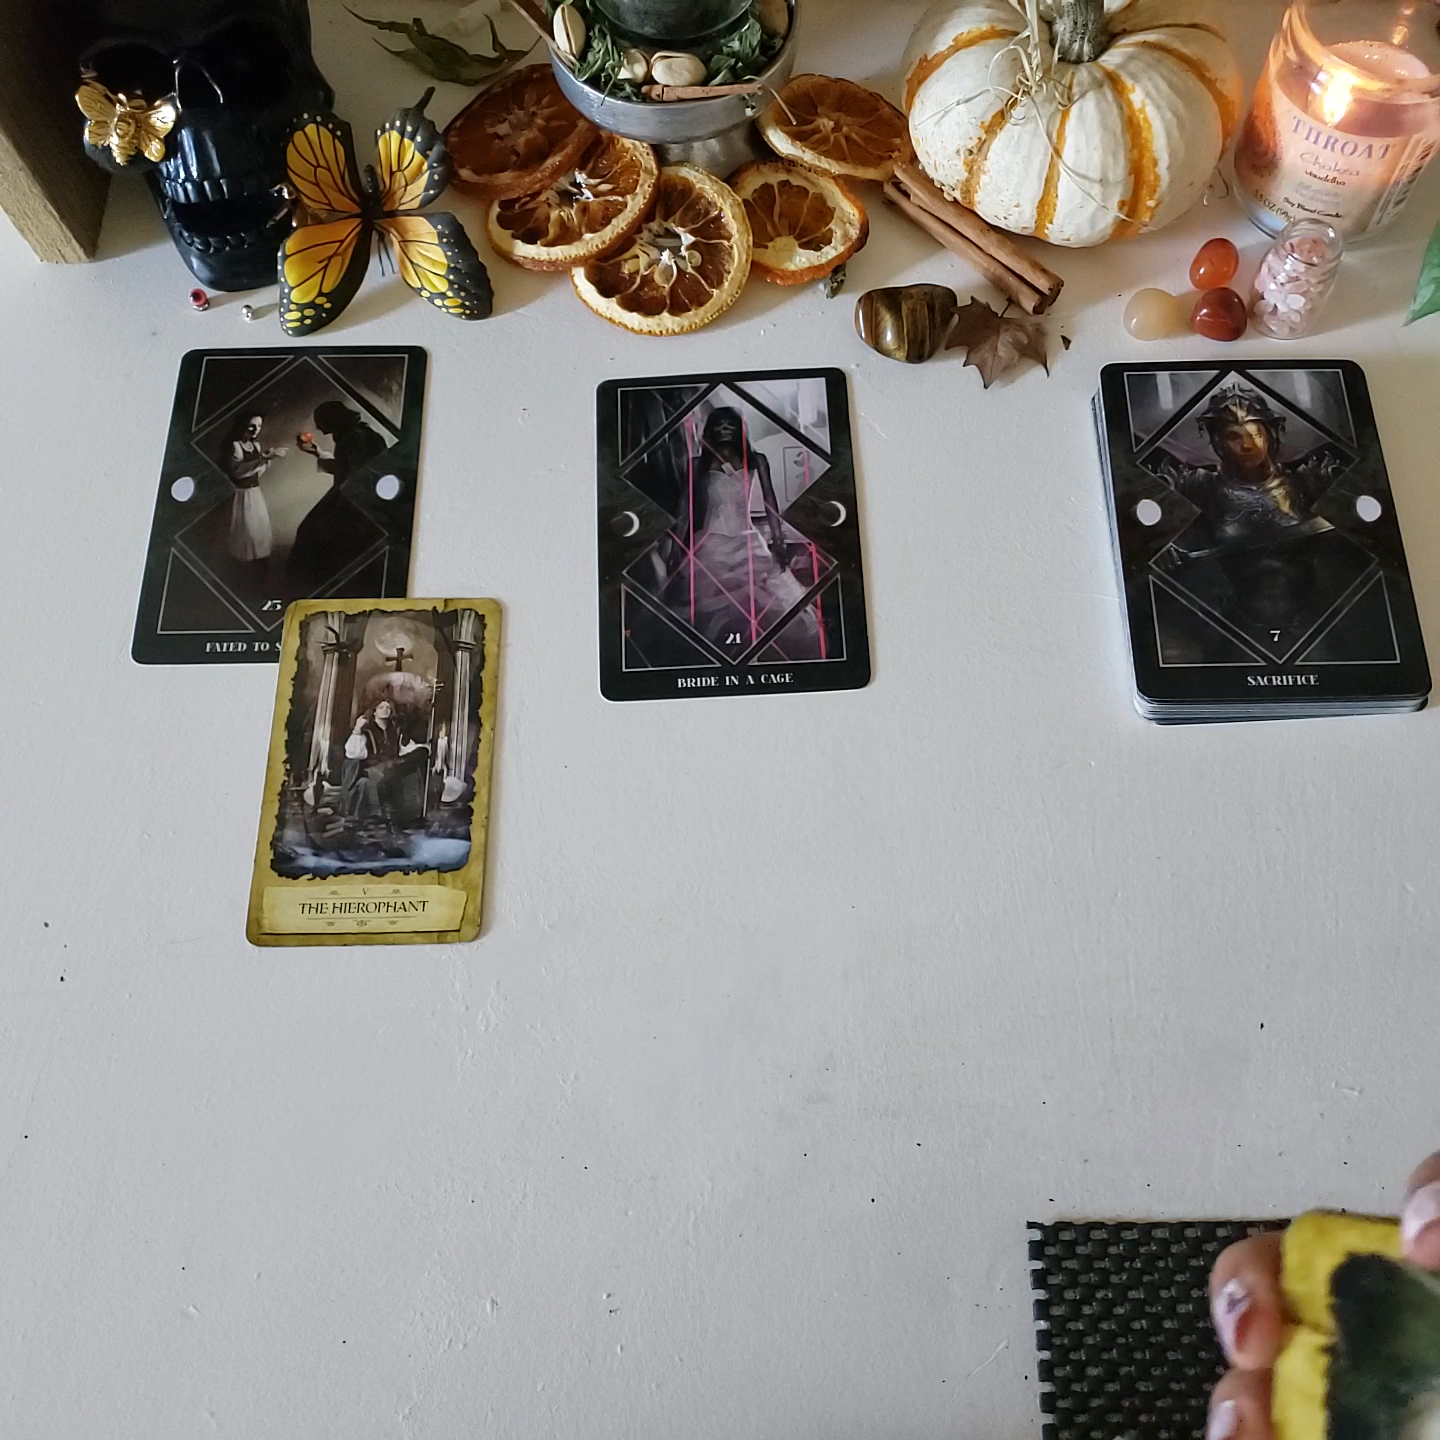 THROAT
Chakra
25
FATED TO
21
BRIDE IN A CAGE
7
SACRIFICE
V
THE HIEROPHANT